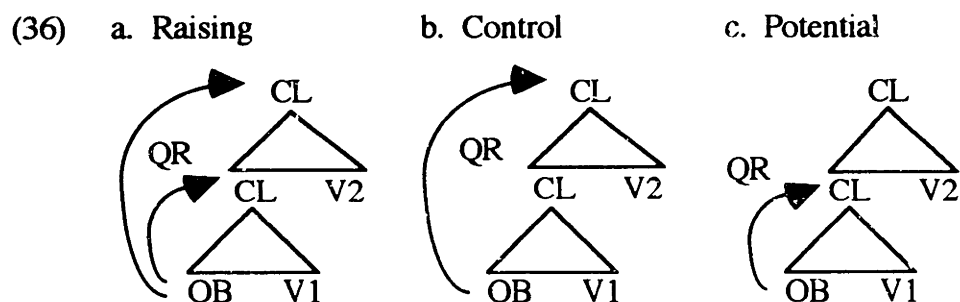 (36) a. Raising b. Control c. Potential
CL CL CL
QR QR
CL V2 CL V2 QR CL V2
OB V1 OB V1 OB V1